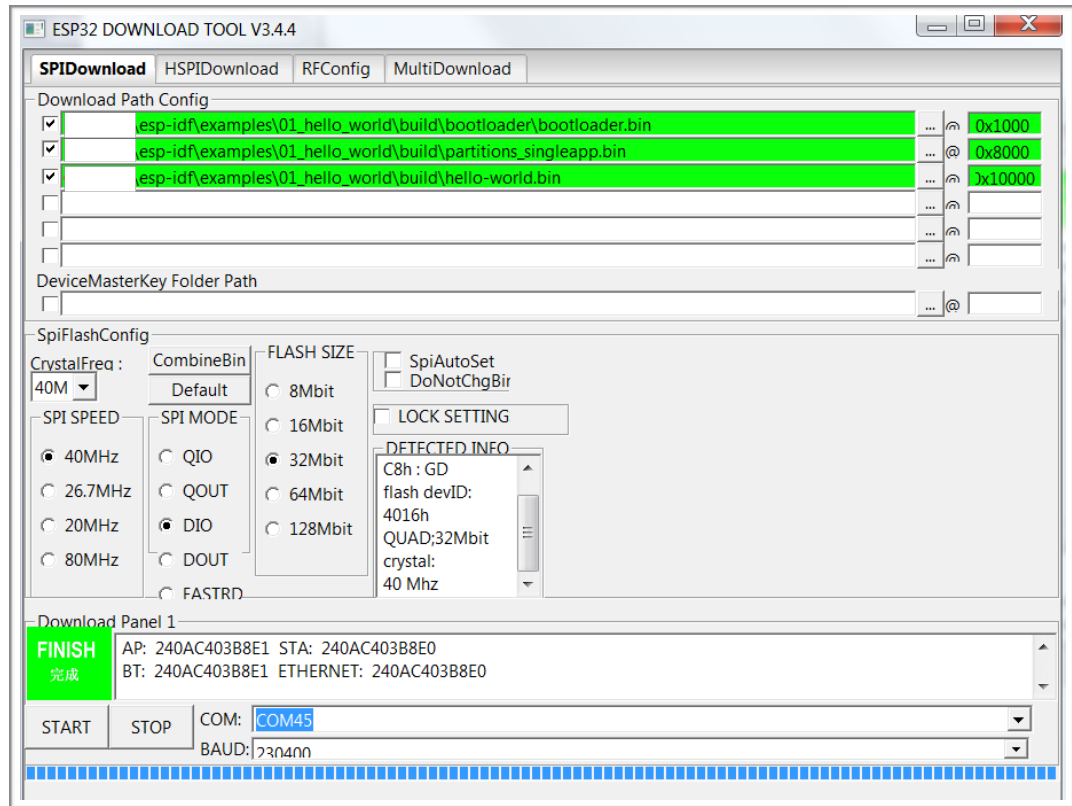 ESP32 DOWNLOAD TOOL V3.4.4
SPIDownload HSPIDownload RFConfig MultiDownload
Download Path Config
\esp-idf\examples\01_hello_world\build\bootloader\bootloader.bin ... @ 0x1000
\esp-idf\examples\01_hello_world\build\partitions_singleapp.bin ... @ 0x8000
\esp-idf\examples\01_hello_world\build\hello-world.bin ... @ 0x10000
... @
... @
... @
DeviceMasterKey Folder Path
... @
SpiFlashConfig
CrystalFreq :
40M
CombineBin
Default
SPI SPEED
40MHz
26.7MHz
20MHz
80MHz
SPI MODE
QIO
QOUT
DIO
DOUT
FASTRD
FLASH SIZE
8Mbit
16Mbit
32Mbit
64Mbit
128Mbit
SpiAutoSet
DoNotChgBin
LOCK SETTING
DETECTED INFO
C8h : GD
flash devID:
4016h
QUAD;32Mbit
crystal:
40 Mhz
Download Panel 1
FINISH
完成
AP: 240AC403B8E1 STA: 240AC403B8E0
BT: 240AC403B8E1 ETHERNET: 240AC403B8E0
START STOP
COM: COM45
BAUD: 230400